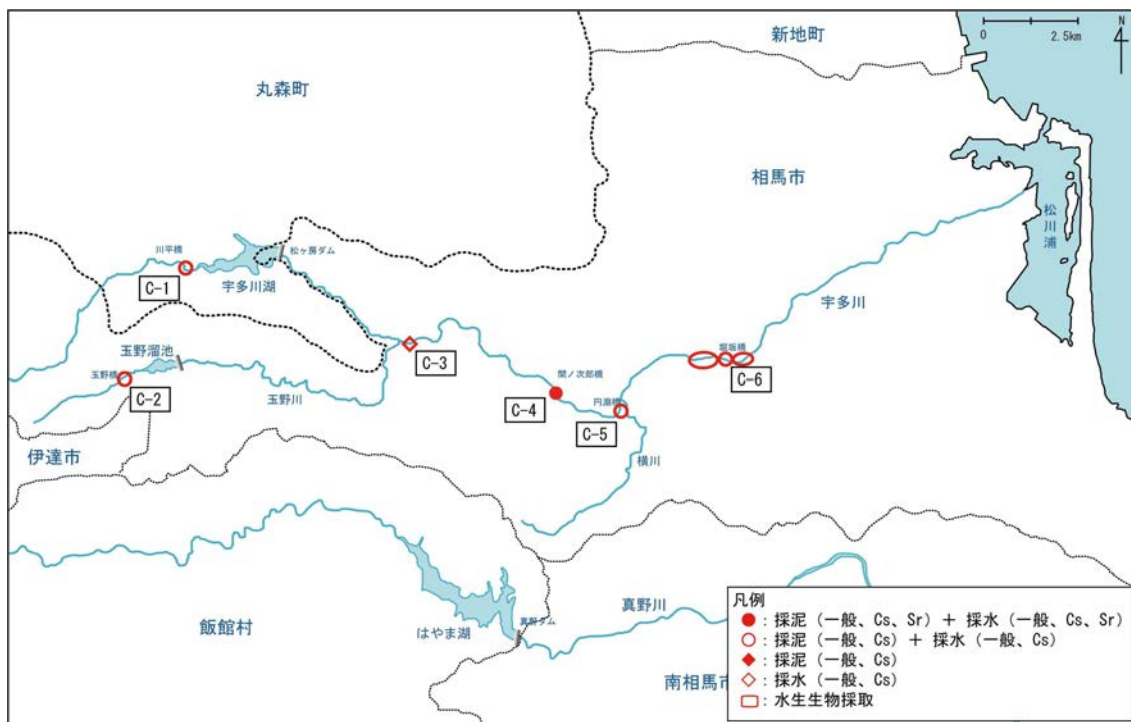 新地町
0 2.5km
N
丸森町
相馬市
松川浦
川平橋
松ヶ房ダム
C-1
宇多川湖
宇多川
玉野溜池
C-3
堀坂橋
玉野橋
C-2
玉野川
間ノ次郎橋
C-6
C-4
円淵橋
C-5
伊達市
横川
飯館村
はやま湖
真野ダム
真野川
南相馬市
凡例
：採泥（一般、Cs、Sr）＋ 採水（一般、Cs、Sr）
：採泥（一般、Cs）＋ 採水（一般、Cs）
：採泥（一般、Cs）
：採水（一般、Cs）
：水生生物採取